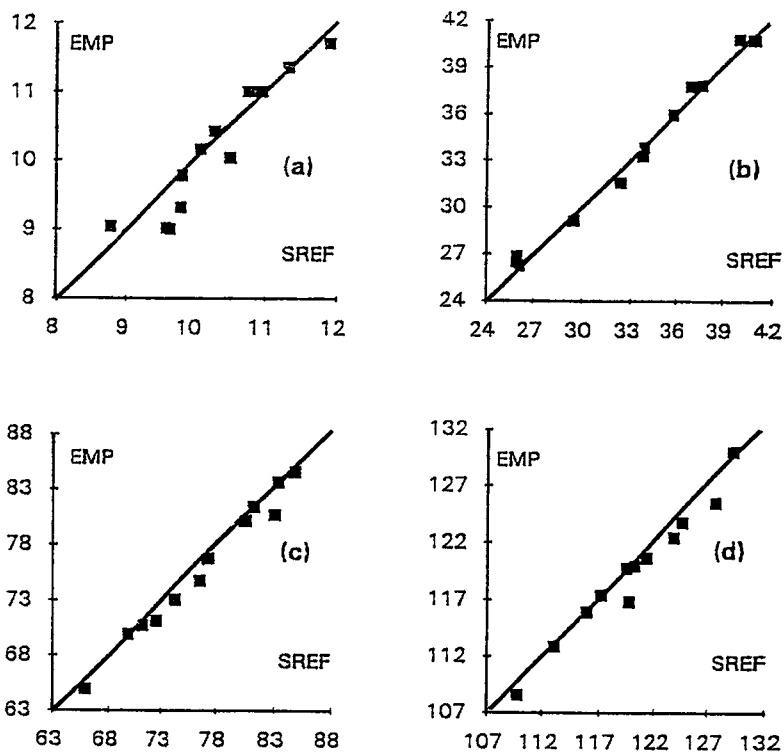 12
EMP
11
10
(a)
9
SREF
8
8 9 10 11 12
42
EMP
39
36
33
(b)
30
27
SREF
24
24 27 30 33 36 39 42
88
EMP
83
78
(c)
73
68
SREF
63
63 68 73 78 83 88
132
EMP
127
122
(d)
117
112
SREF
107
107 112 117 122 127 132